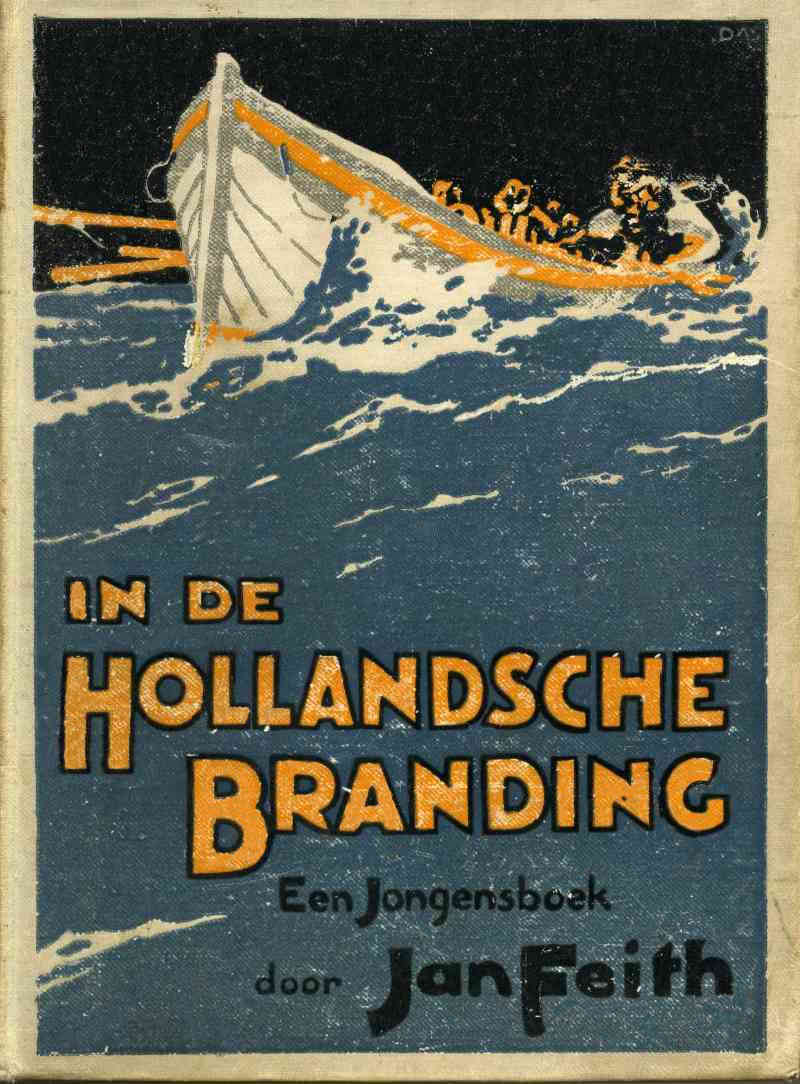 IN DE
HOLLANDSCHE
BRANDING
Een Jongensboek
door Jan Feith